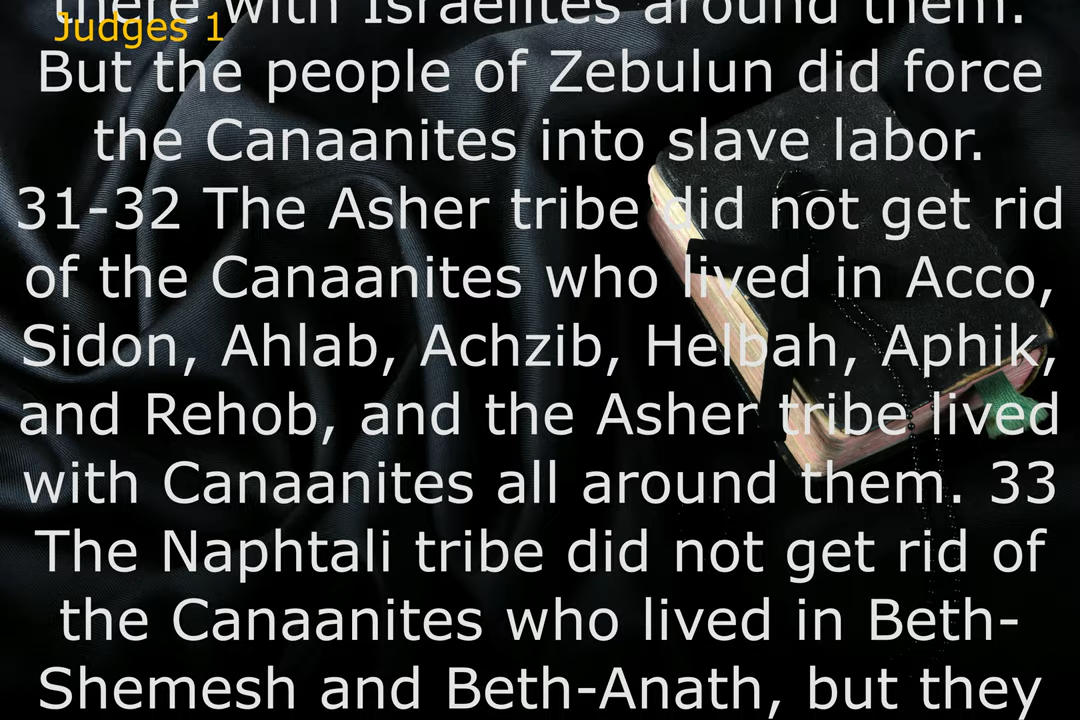 there with Israelites around them.
Judges 1
But the people of Zebulun did force
the Canaanites into slave labor.
31-32 The Asher tribe did not get rid
of the Canaanites who lived in Acco,
Sidon, Ahlab, Achzib, Helbah, Aphik,
and Rehob, and the Asher tribe lived
with Canaanites all around them. 33
The Naphtali tribe did not get rid of
the Canaanites who lived in Beth-
Shemesh and Beth-Anath, but they